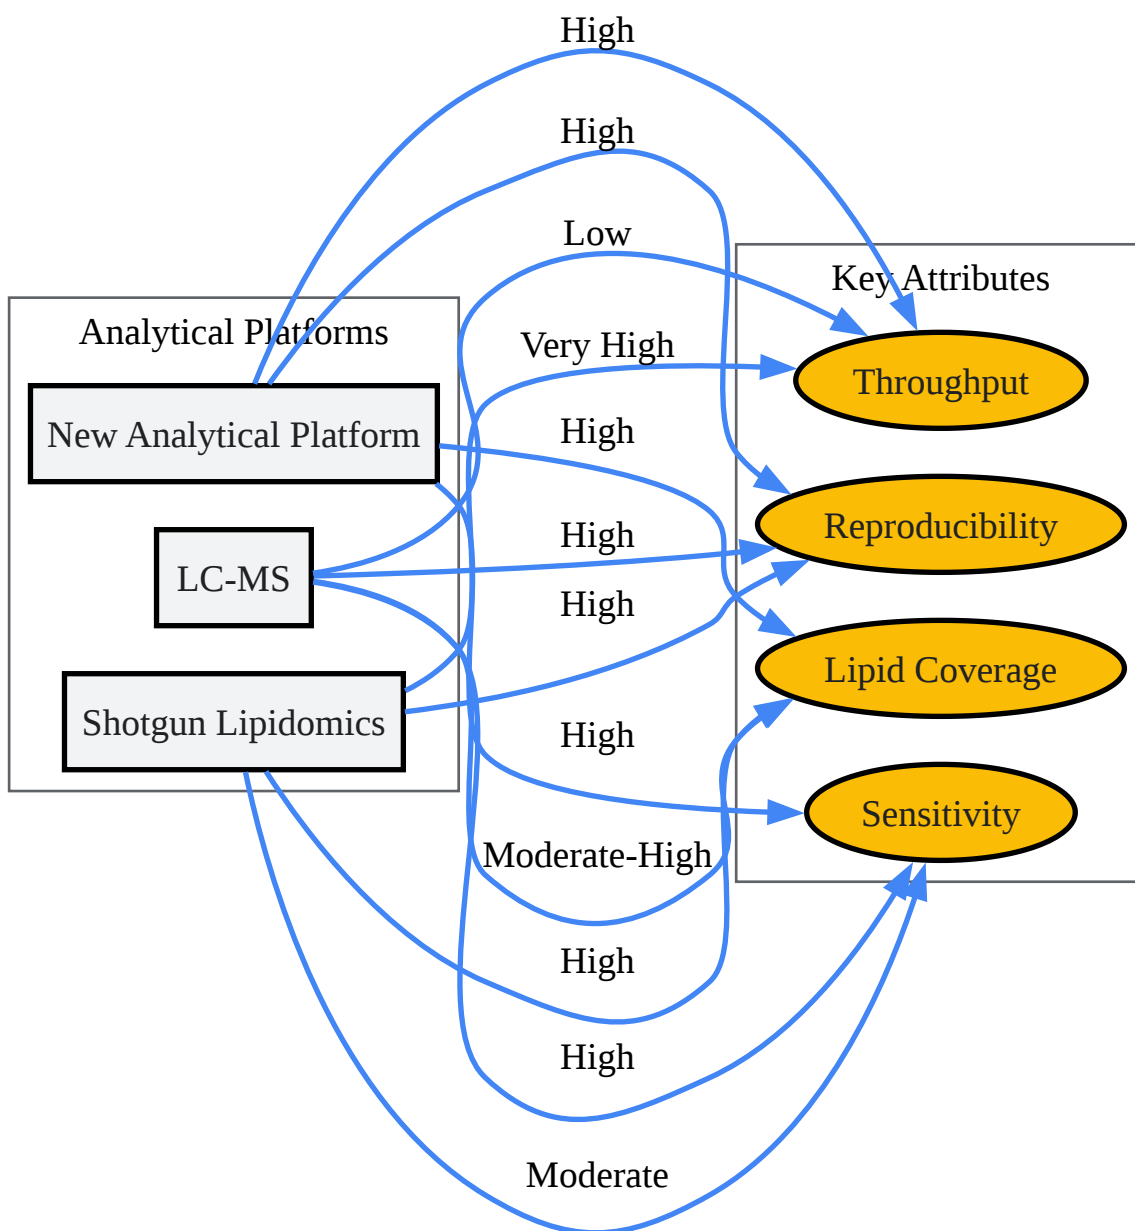 High
High
Low
Key Attributes
Analytical Platforms
Very High
Throughput
New Analytical Platform
High
Reproducibility
High
LC-MS
High
Lipid Coverage
Shotgun Lipidomics
High
Sensitivity
Moderate-High
High
High
Moderate